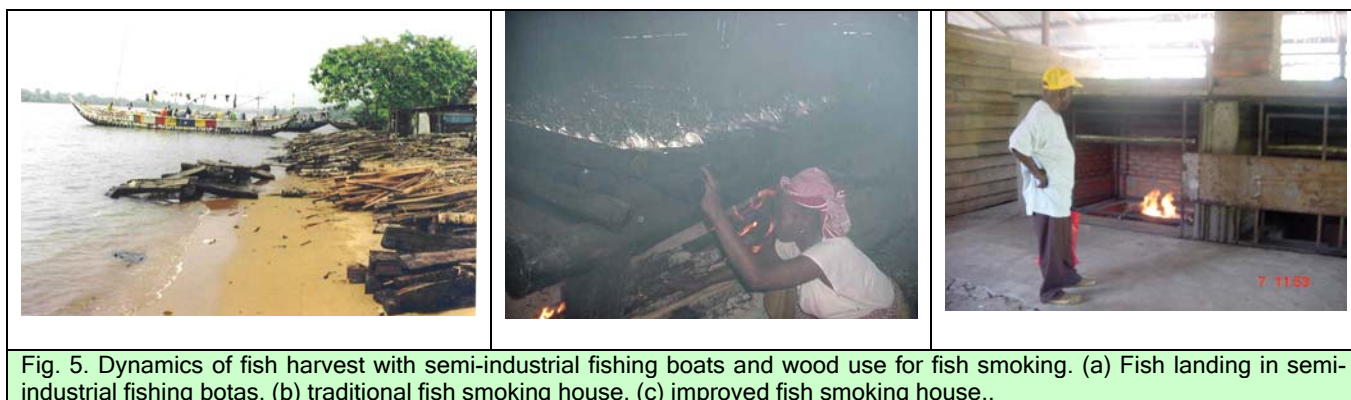 7 11:53
Fig. 5. Dynamics of fish harvest with semi-industrial fishing boats and wood use for fish smoking. (a) Fish landing in semi-
industrial fishing botas. (b) traditional fish smoking house. (c) improved fish smoking house..